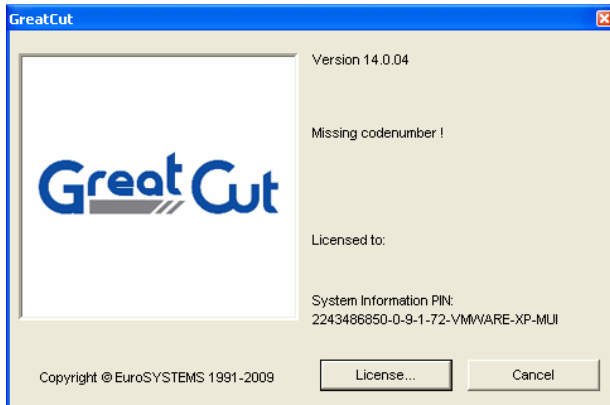 GreatCut
Version 14.0.04
Missing codenumber !
Great Cut
Licensed to:
System Information PIN:
2243486850-0-9-1-72-VMWARE-XP-MUI
Copyright © EuroSYSTEMS 1991-2009
License...
Cancel